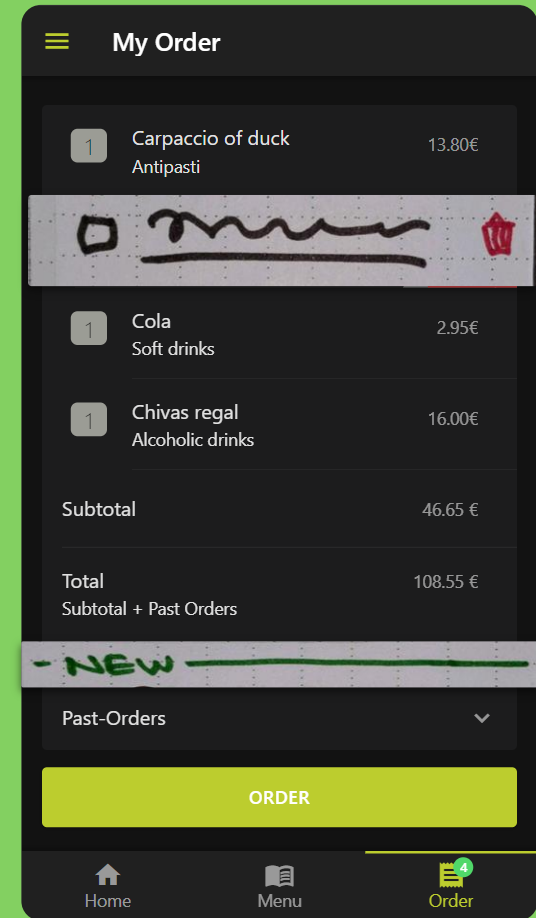 My Order
1 Carpaccio of duck 13.80€
Antipasti
1 Cola 2.95€
Soft drinks
1 Chivas regal 16.00€
Alcoholic drinks
Subtotal 46.65 €
Total 108.55 €
Subtotal + Past Orders
- NEW
Past-Orders
ORDER
4
Home Menu Order